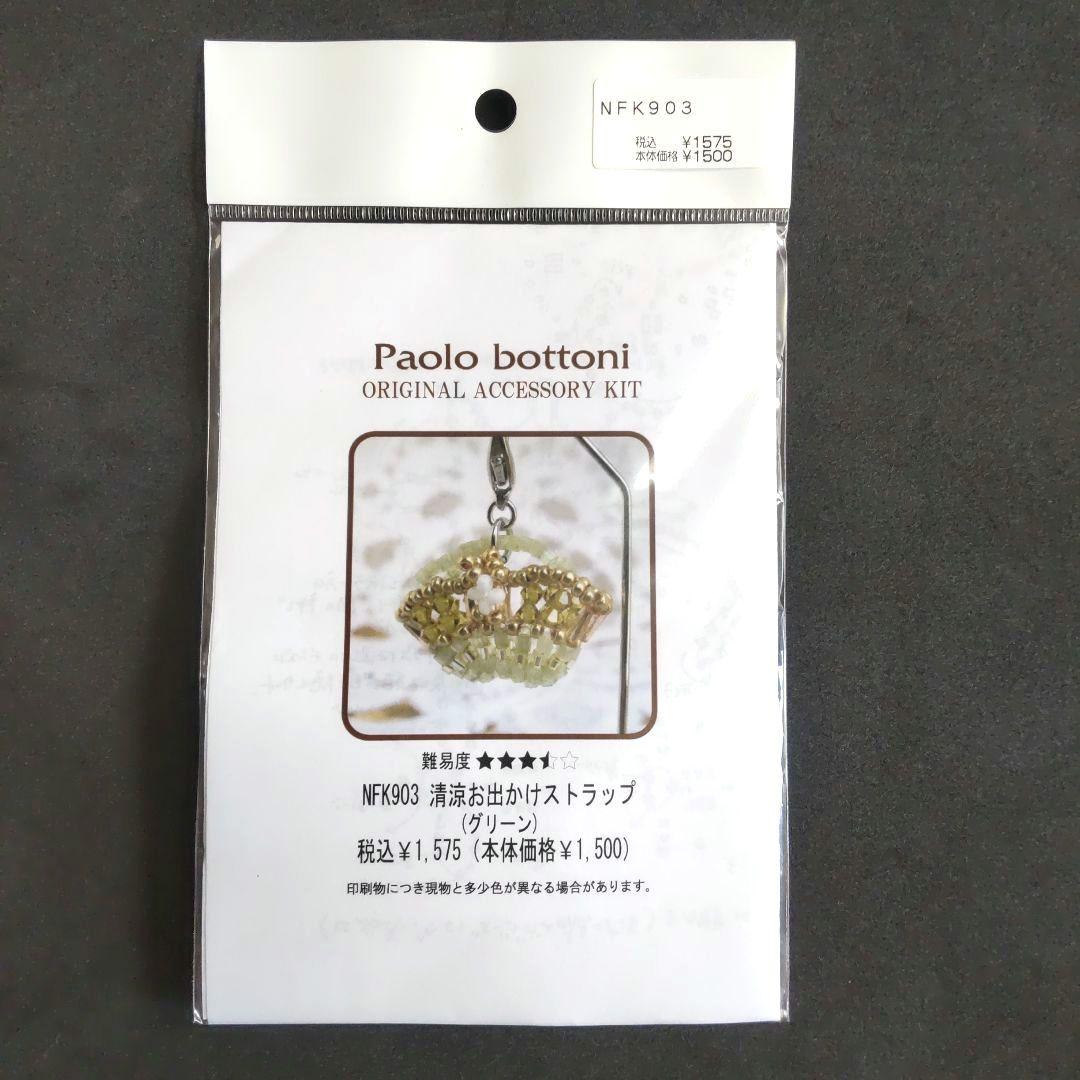 NFK903
税込 ¥1575
本体価格 ¥1500
Paolo bottoni
ORIGINAL ACCESSORY KIT
難易度
NFK903 清涼お出かけストラップ
(グリーン)
税込¥1,575 (本体価格¥1,500)
印刷物につき現物と多少色が異なる場合があります。